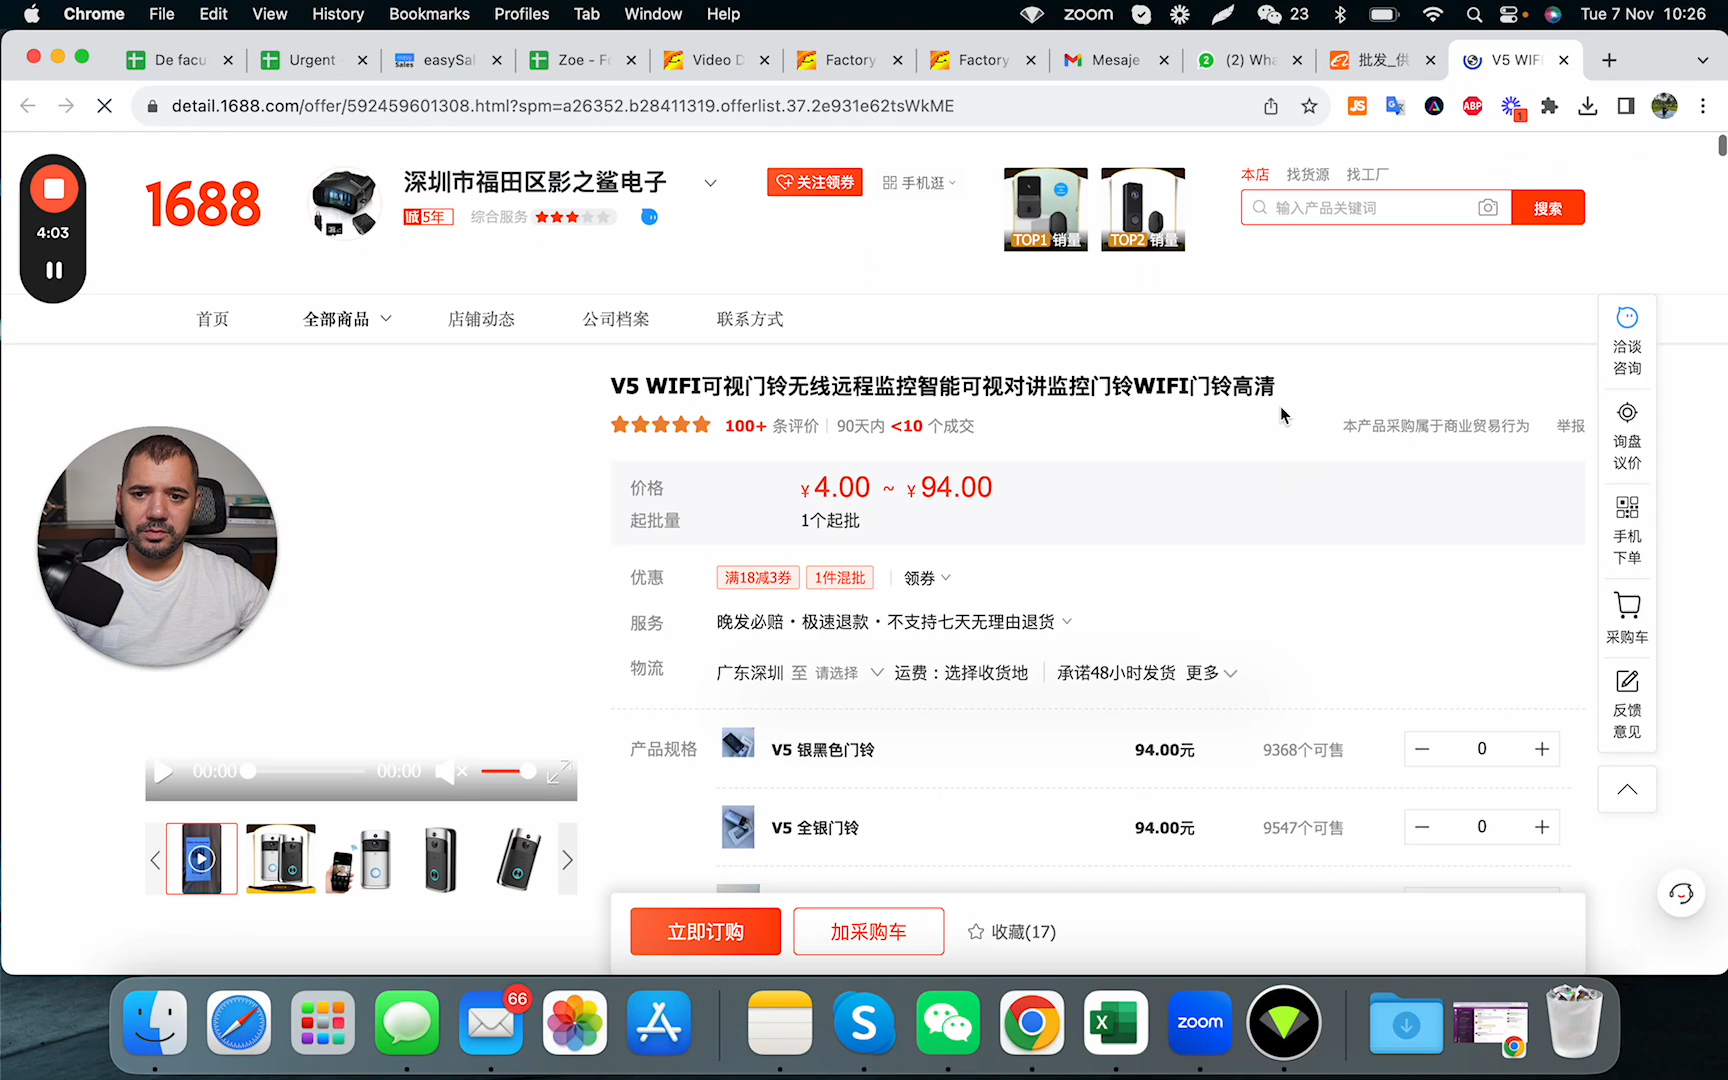 Chrome File Edit View History Bookmarks Profiles Tab Window Help
zoom 23 Tue 7 Nov 10:26
De facu Urgent easySal Zoe - Fo Video D Factory Factory Mesaje (2) Wha 批发_供 V5 WIFI
detail.1688.com/offer/592459601308.html?spm=a26352.b28411319.offerlist.37.2e931e62tsWkME
4:03
1688
深圳市福田区影之鲨电子
诚5年 综合服务
关注领券 手机逛
TOP1 销量 TOP2 销量
本店 找货源 找工厂
输入产品关键词 搜索
首页 全部商品 店铺动态 公司档案 联系方式
V5 WIFI可视门铃无线远程监控智能可视对讲监控门铃WIFI门铃高清
100+ 条评价 90天内 <10 个成交 本产品采购属于商业贸易行为 举报
价格 ¥4.00 ~ ¥94.00
起批量 1个起批
优惠 满18减3券 1件混批 领券
服务 晚发必赔・极速退款・不支持七天无理由退货
物流 广东深圳 至 请选择 运费：选择收货地 承诺48小时发货 更多
产品规格 V5 银黑色门铃 94.00元 9368个可售 0
V5 全银门铃 94.00元 9547个可售 0
00:00 00:00
立即订购 加采购车 收藏(17)
洽谈
咨询
询盘
议价
手机
下单
采购车
反馈
意见
66
zoom